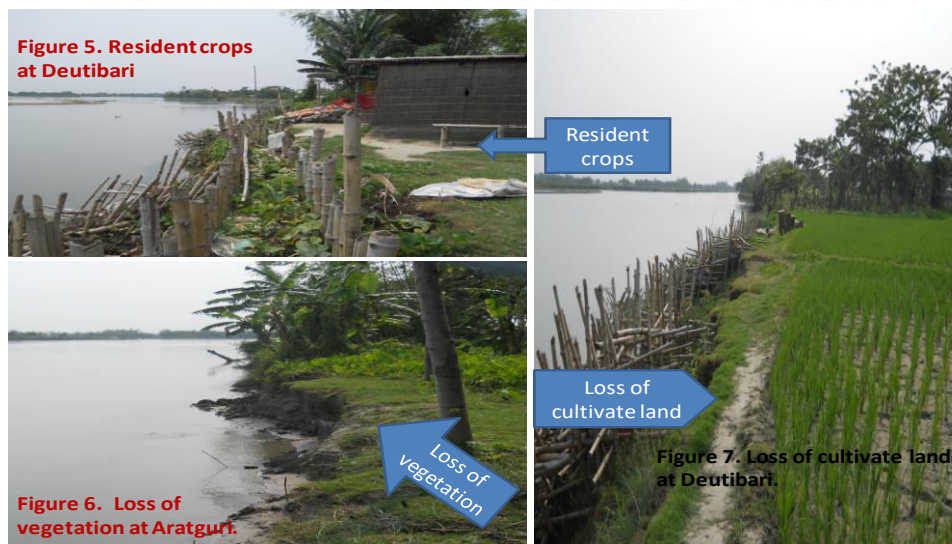 Figure 5. Resident crops
at Deutibari
Resident
crops
Loss of
vegetation
Figure 6. Loss of
vegetation at Aratguri.
Loss of
cultivate land
Figure 7. Loss of cultivate land
at Deutibari.